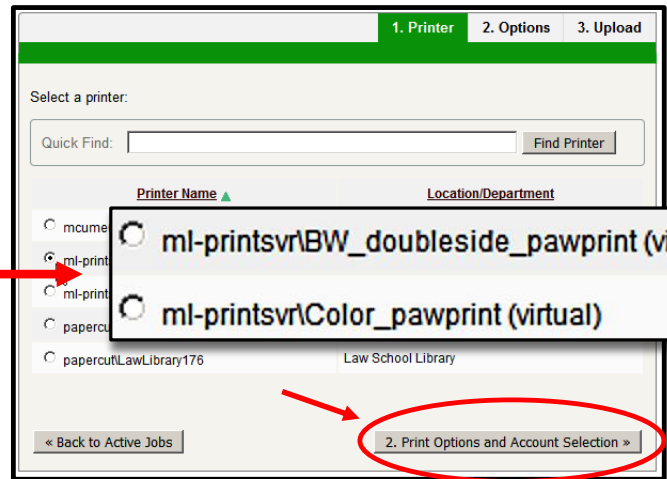 1. Printer 2. Options 3. Upload
Select a printer:
Quick Find: Find Printer
Printer Name Location/Department
ml-printsvr\BW_doubleside_pawprint
ml-print
ml-printsvr\Color_pawprint (virtual)
ml-print
papercut\LawLibrary176 Law School Library
« Back to Active Jobs 2. Print Options and Account Selection »